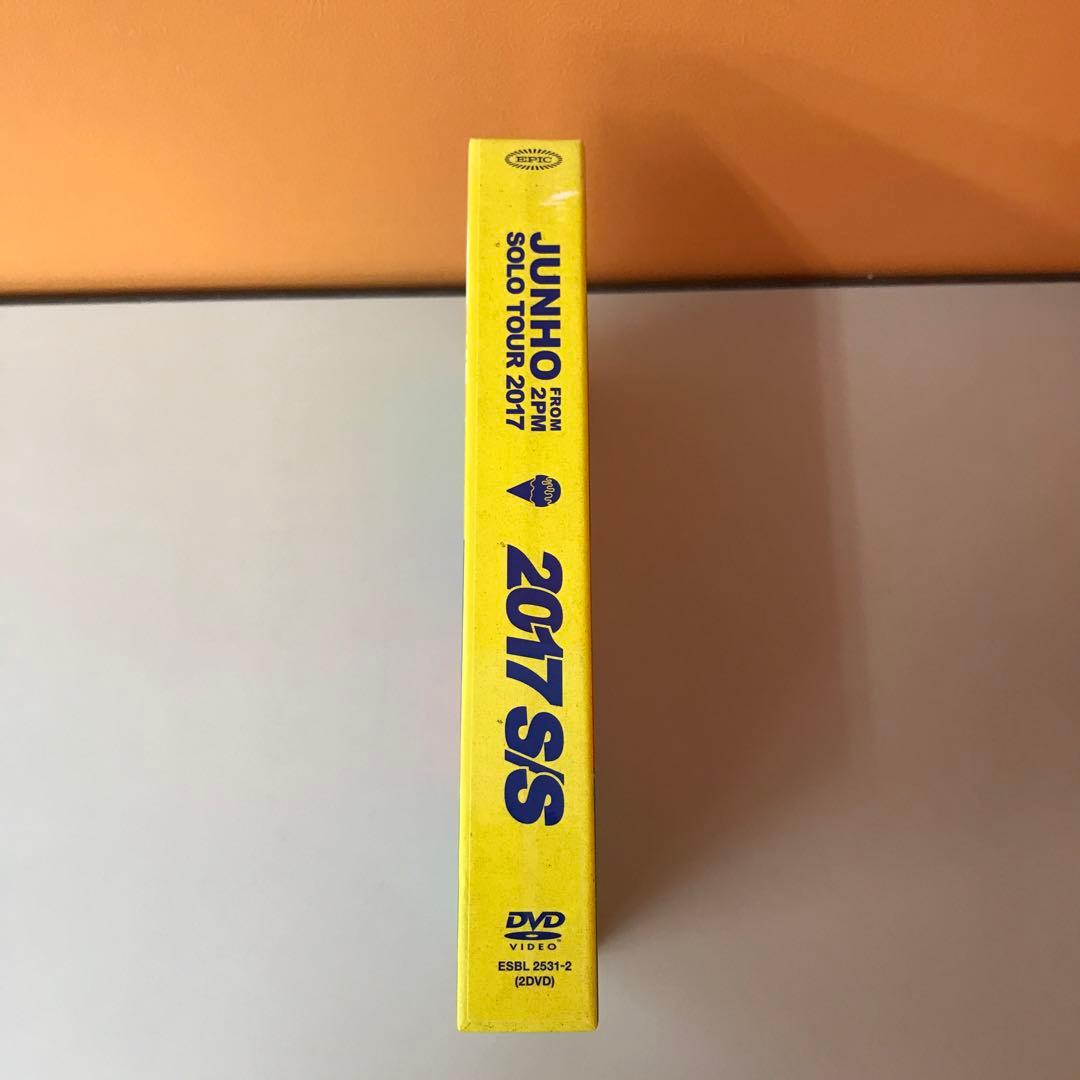 EPIC
JUNHO FROM 2PM
SOLO TOUR 2017
2017 S/S
DVD
VIDEO
ESBL 2531-2
(2DVD)